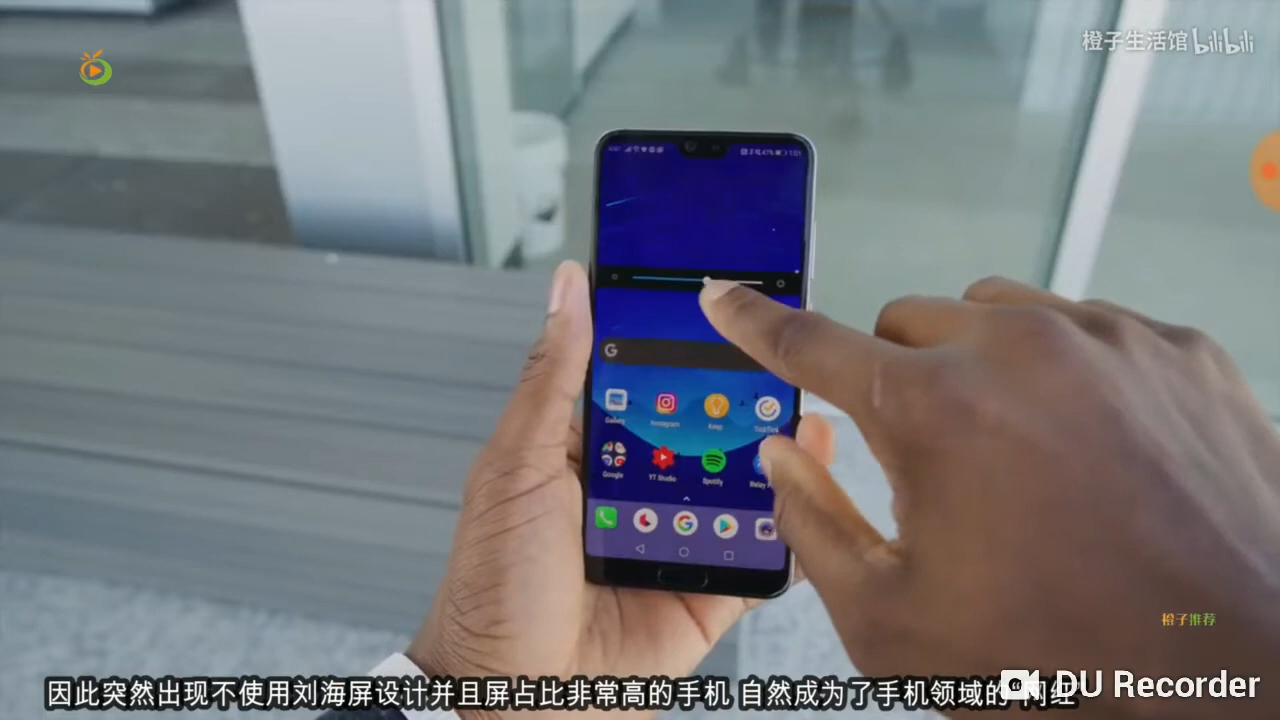 橙子生活馆 bilibili
G
Gallery Instagram Keep TickTick
Google YT Studio Spotify
橙子推荐
因此突然出现不使用刘海屏设计并且屏占比非常高的手机 自然成为了手机领域的
DU Recorder